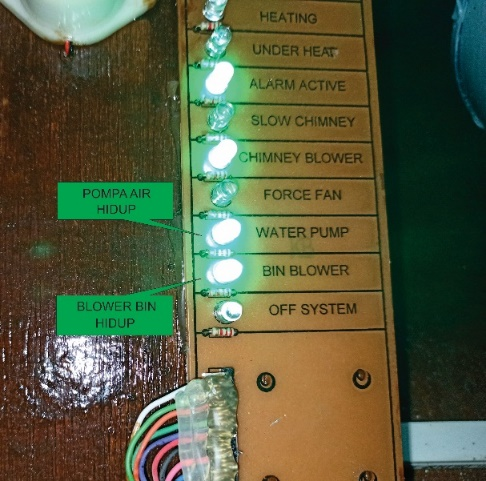 HEATING
UNDER HEAT
ALARM ACTIVE
SLOW CHIMNEY
CHIMNEY BLOWER
FORCE FAN
POMPA AIR
HIDUP
WATER PUMP
BIN BLOWER
BLOWER BIN
HIDUP
OFF SYSTEM